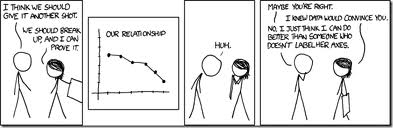 I THINK WE SHOULD
GIVE IT ANOTHER SHOT.
WE SHOULD BREAK
UP, AND I CAN
PROVE IT.
OUR RELATIONSHIP
HUH.
MAYBE YOU'RE RIGHT.
I KNEW DATA WOULD CONVINCE YOU.
NO, I JUST THINK I CAN DO
BETTER THAN SOMEONE WHO
DOESN'T LABEL HER AXES.